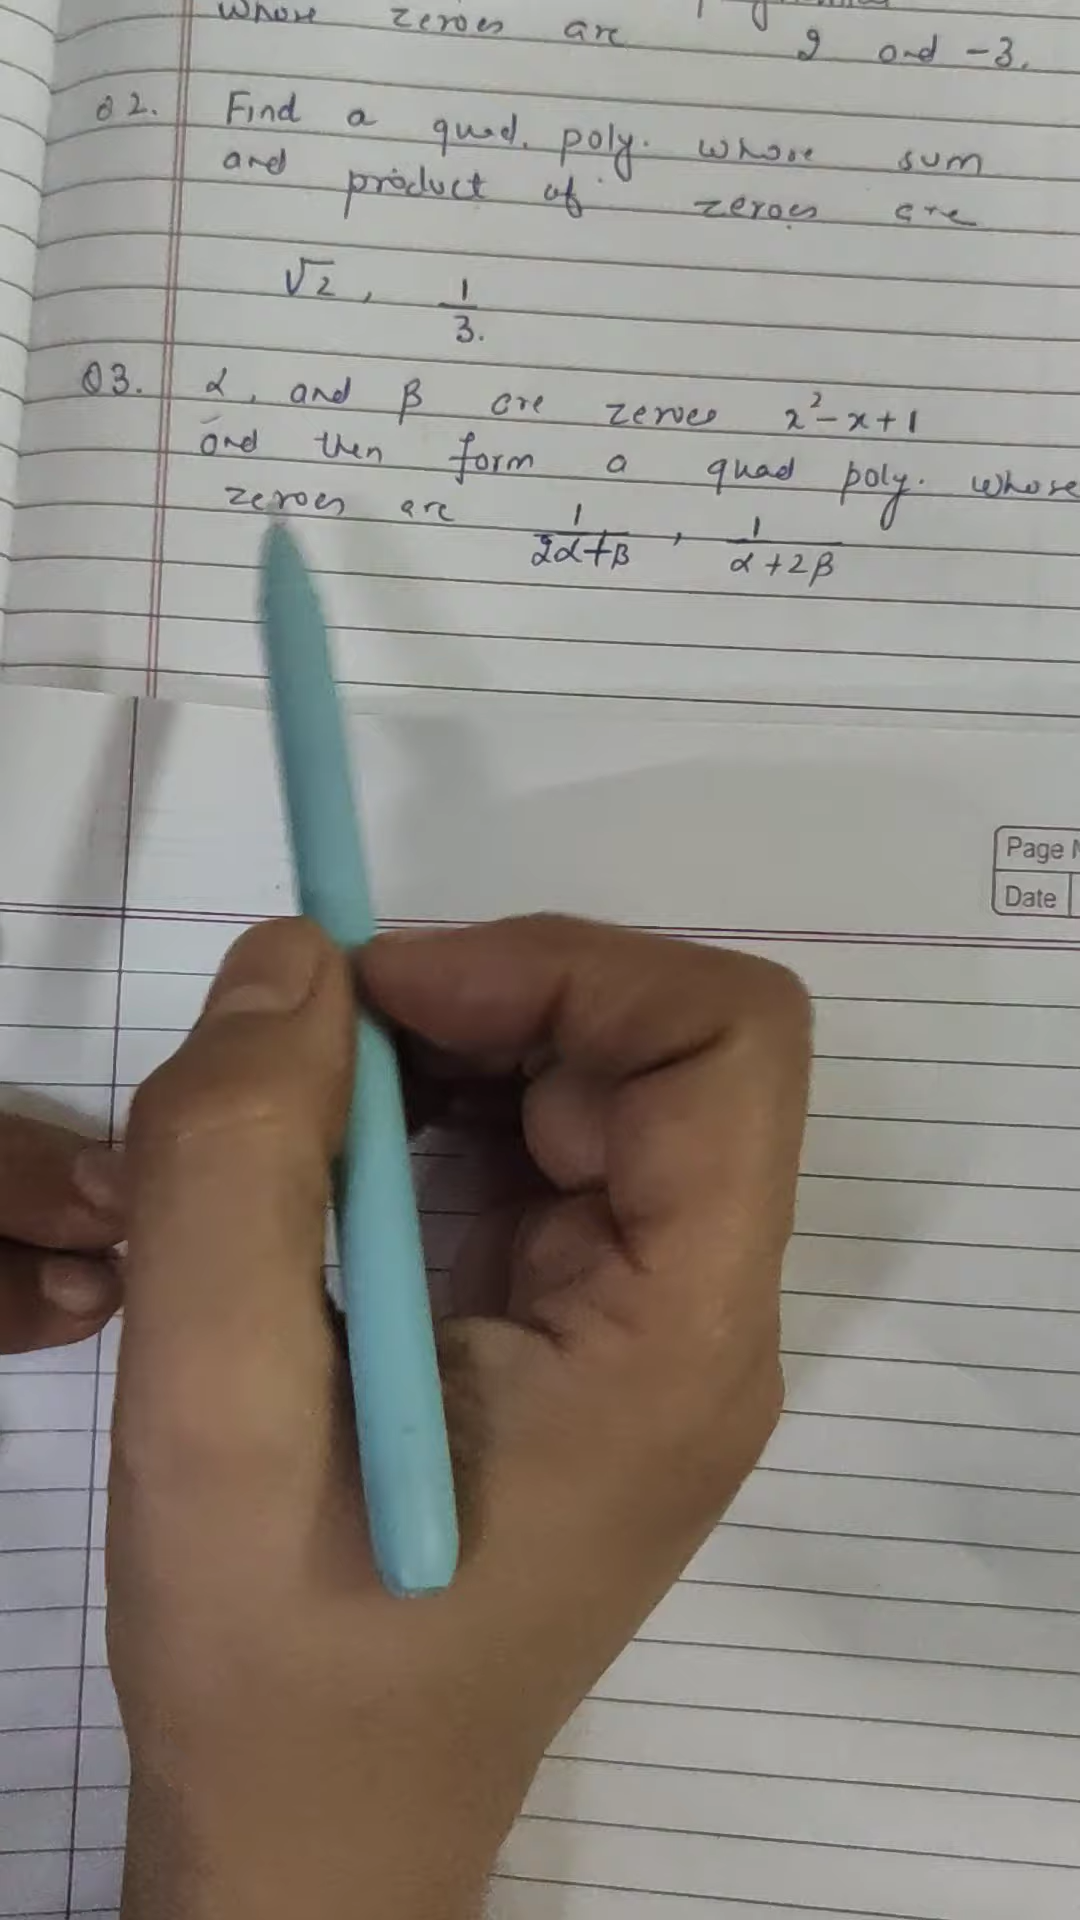 whose zeroes are 2 and -3.
Q2. Find a quad. poly. whose sum
and product of zeroes are
√2, 1/3.
Q3. α, and β are zeroes x²-x+1
and then form a quad poly. whose
zeroes are 1/(2α+β), 1/(α+2β)
Page
Date